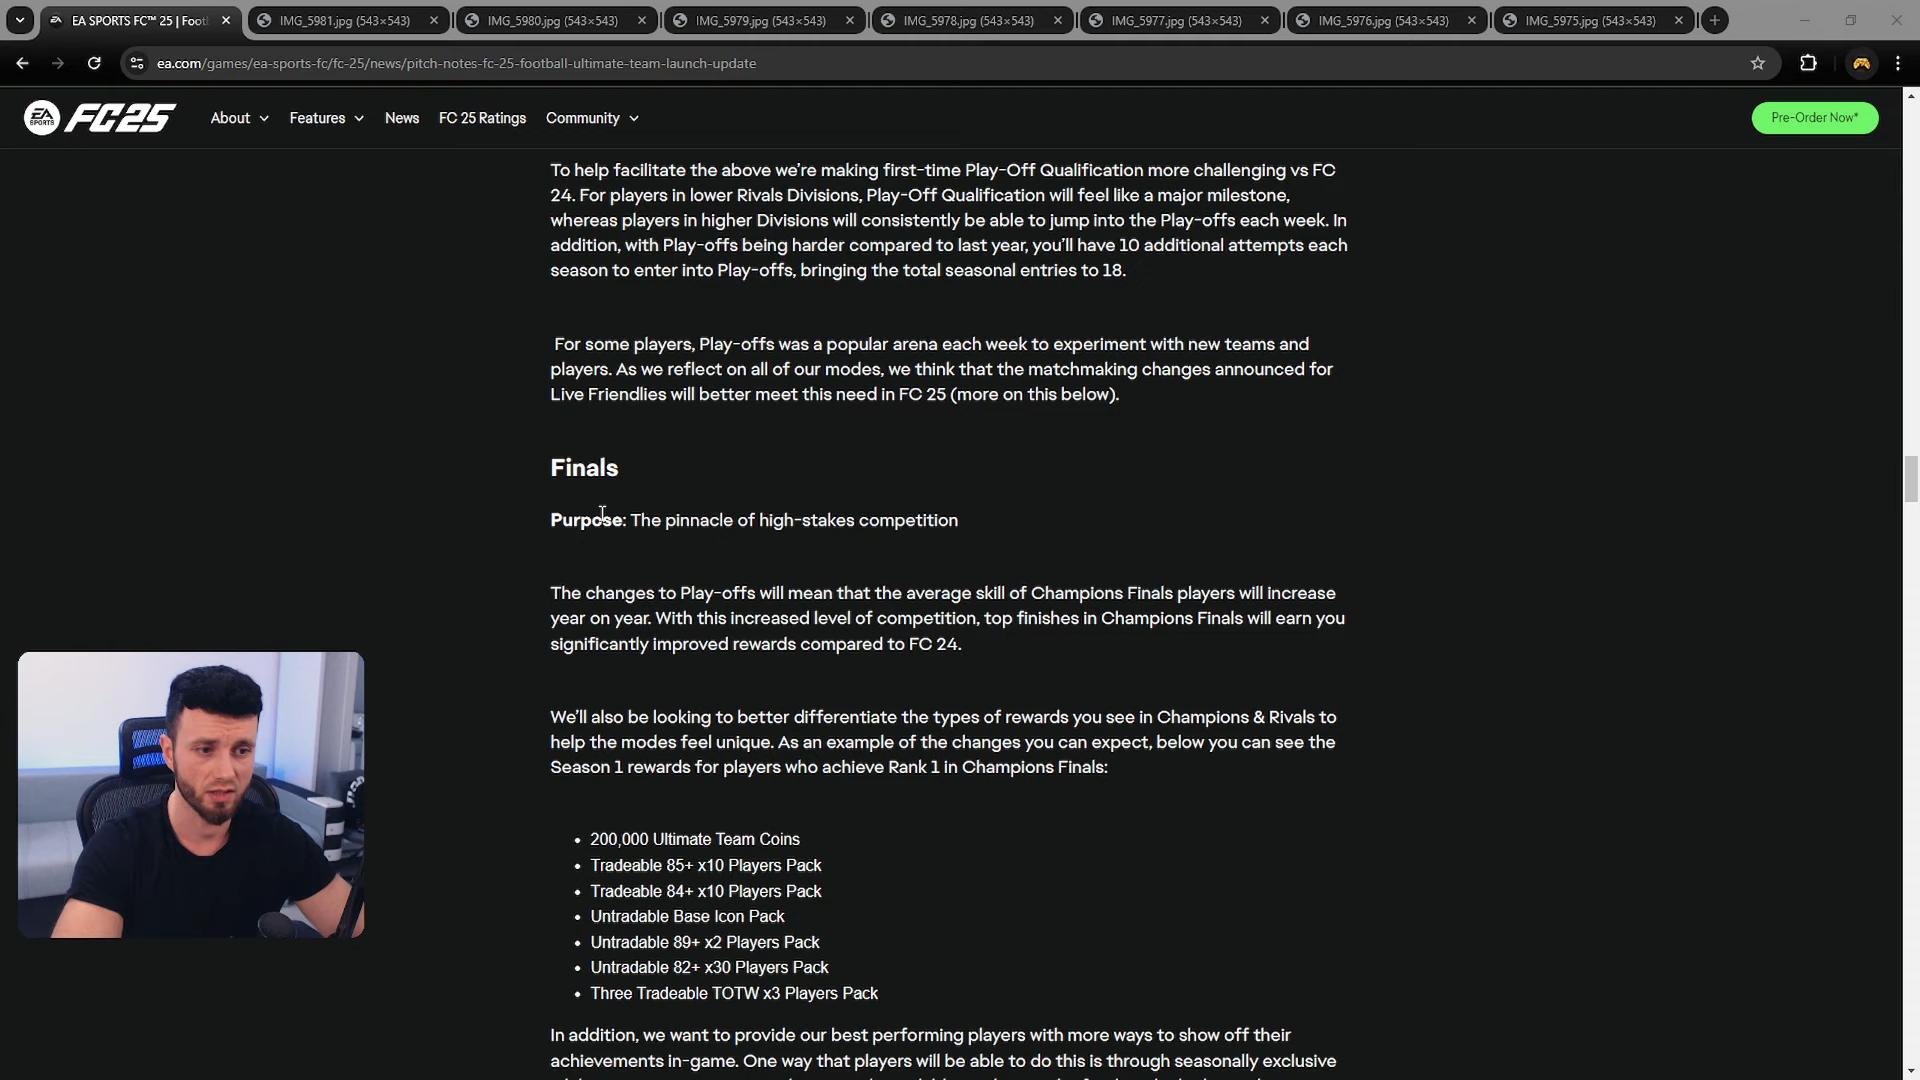 EA SPORTS FC™ 25 | Foot
IMG_5981.jpg (543×543)
IMG_5980.jpg (543×543)
IMG_5979.jpg (543×543)
IMG_5978.jpg (543×543)
IMG_5977.jpg (543×543)
IMG_5976.jpg (543×543)
IMG_5975.jpg (543×543)
ea.com/games/ea-sports-fc/fc-25/news/pitch-notes-fc-25-football-ultimate-team-launch-update
EA SPORTS FC25
About
Features
News
FC 25 Ratings
Community
Pre-Order Now*
To help facilitate the above we're making first-time Play-Off Qualification more challenging vs FC
24. For players in lower Rivals Divisions, Play-Off Qualification will feel like a major milestone,
whereas players in higher Divisions will consistently be able to jump into the Play-offs each week. In
addition, with Play-offs being harder compared to last year, you'll have 10 additional attempts each
season to enter into Play-offs, bringing the total seasonal entries to 18.
For some players, Play-offs was a popular arena each week to experiment with new teams and
players. As we reflect on all of our modes, we think that the matchmaking changes announced for
Live Friendlies will better meet this need in FC 25 (more on this below).
Finals
Purpose: The pinnacle of high-stakes competition
The changes to Play-offs will mean that the average skill of Champions Finals players will increase
year on year. With this increased level of competition, top finishes in Champions Finals will earn you
significantly improved rewards compared to FC 24.
We'll also be looking to better differentiate the types of rewards you see in Champions & Rivals to
help the modes feel unique. As an example of the changes you can expect, below you can see the
Season 1 rewards for players who achieve Rank 1 in Champions Finals:
• 200,000 Ultimate Team Coins
• Tradeable 85+ x10 Players Pack
• Tradeable 84+ x10 Players Pack
• Untradable Base Icon Pack
• Untradable 89+ x2 Players Pack
• Untradable 82+ x30 Players Pack
• Three Tradeable TOTW x3 Players Pack
In addition, we want to provide our best performing players with more ways to show off their
achievements in-game. One way that players will be able to do this is through seasonally exclusive